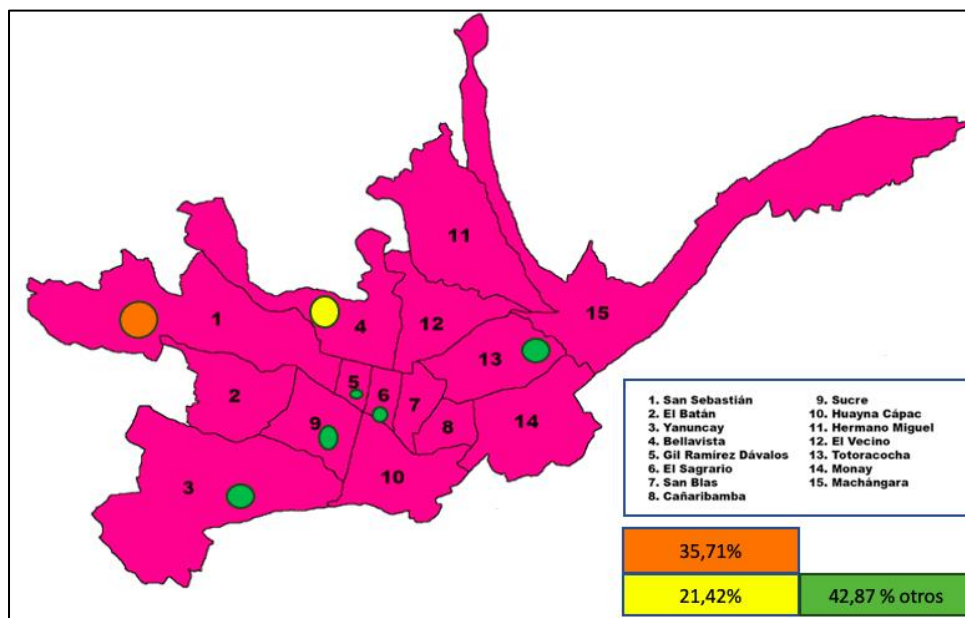 11
15
1
4
12
13
5
6
2
7
9
8
14
3
10
1. San Sebastián
2. El Batán
3. Yanuncay
4. Bellavista
5. Gil Ramírez Dávalos
6. El Sagrario
7. San Blas
8. Cañaribamba
9. Sucre
10. Huayna Cápac
11. Hermano Miguel
12. El Vecino
13. Totoracocha
14. Monay
15. Machángara
35,71%
21,42%
42,87 % otros